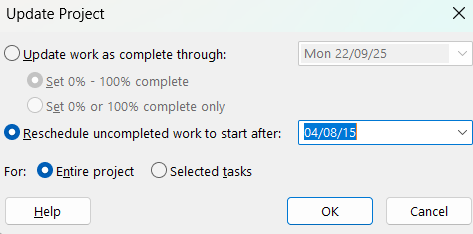 Update Project
Update work as complete through: Mon 22/09/25
Set 0% - 100% complete
Set 0% or 100% complete only
Reschedule uncompleted work to start after: 04/08/15
For: Entire project Selected tasks
Help OK Cancel